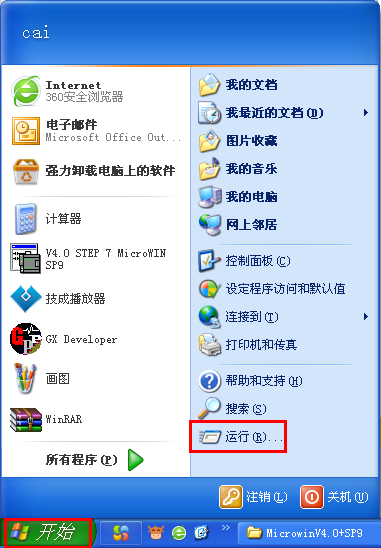 cai
Internet
360安全浏览器
电子邮件
Microsoft Office Out...
强力卸载电脑上的软件
计算器
V4.0 STEP 7 MicroWIN
SP9
技成播放器
GX Developer
画图
WinRAR
所有程序(P)
我的文档
我最近的文档(D)
图片收藏
我的音乐
我的电脑
网上邻居
控制面板(C)
设定程序访问和默认值
连接到(T)
打印机和传真
帮助和支持(H)
搜索(S)
运行(R)...
注销(L)
关机(U)
开始
MicrowinV4.0+SP9